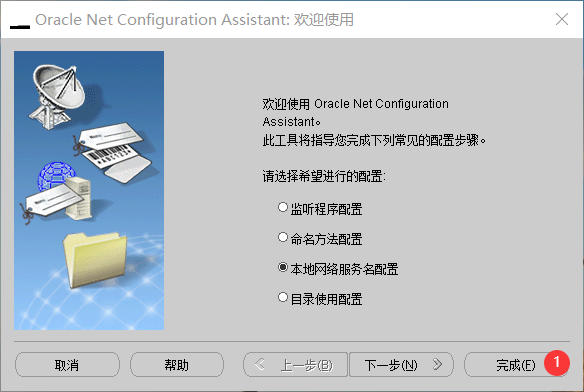 Oracle Net Configuration Assistant: 欢迎使用
欢迎使用 Oracle Net Configuration
Assistant。
此工具将指导您完成下列常见的配置步骤。
请选择希望进行的配置:
监听程序配置
命名方法配置
本地网络服务名配置
目录使用配置
取消
帮助
上一步(B)
下一步(N)
完成(E)
1